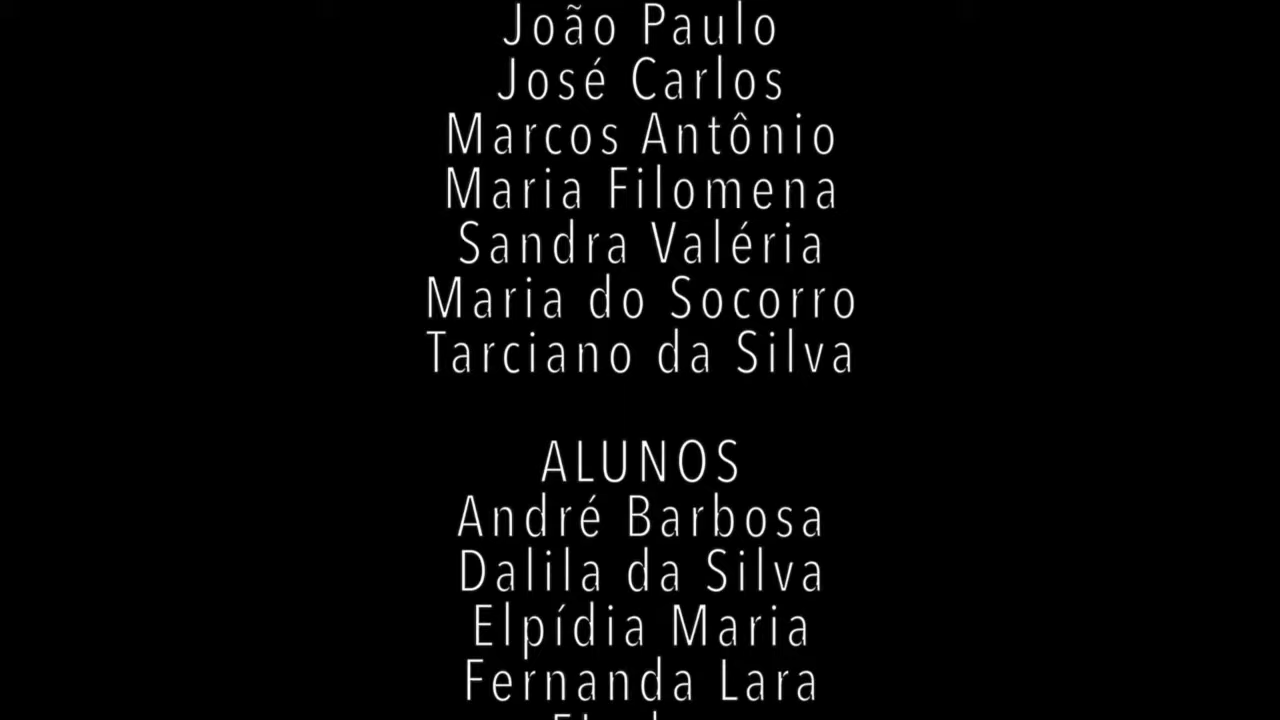 João Paulo
José Carlos
Marcos Antônio
Maria Filomena
Sandra Valéria
Maria do Socorro
Tarciano da Silva
ALUNOS
André Barbosa
Dalila da Silva
Elpídia Maria
Fernanda Lara